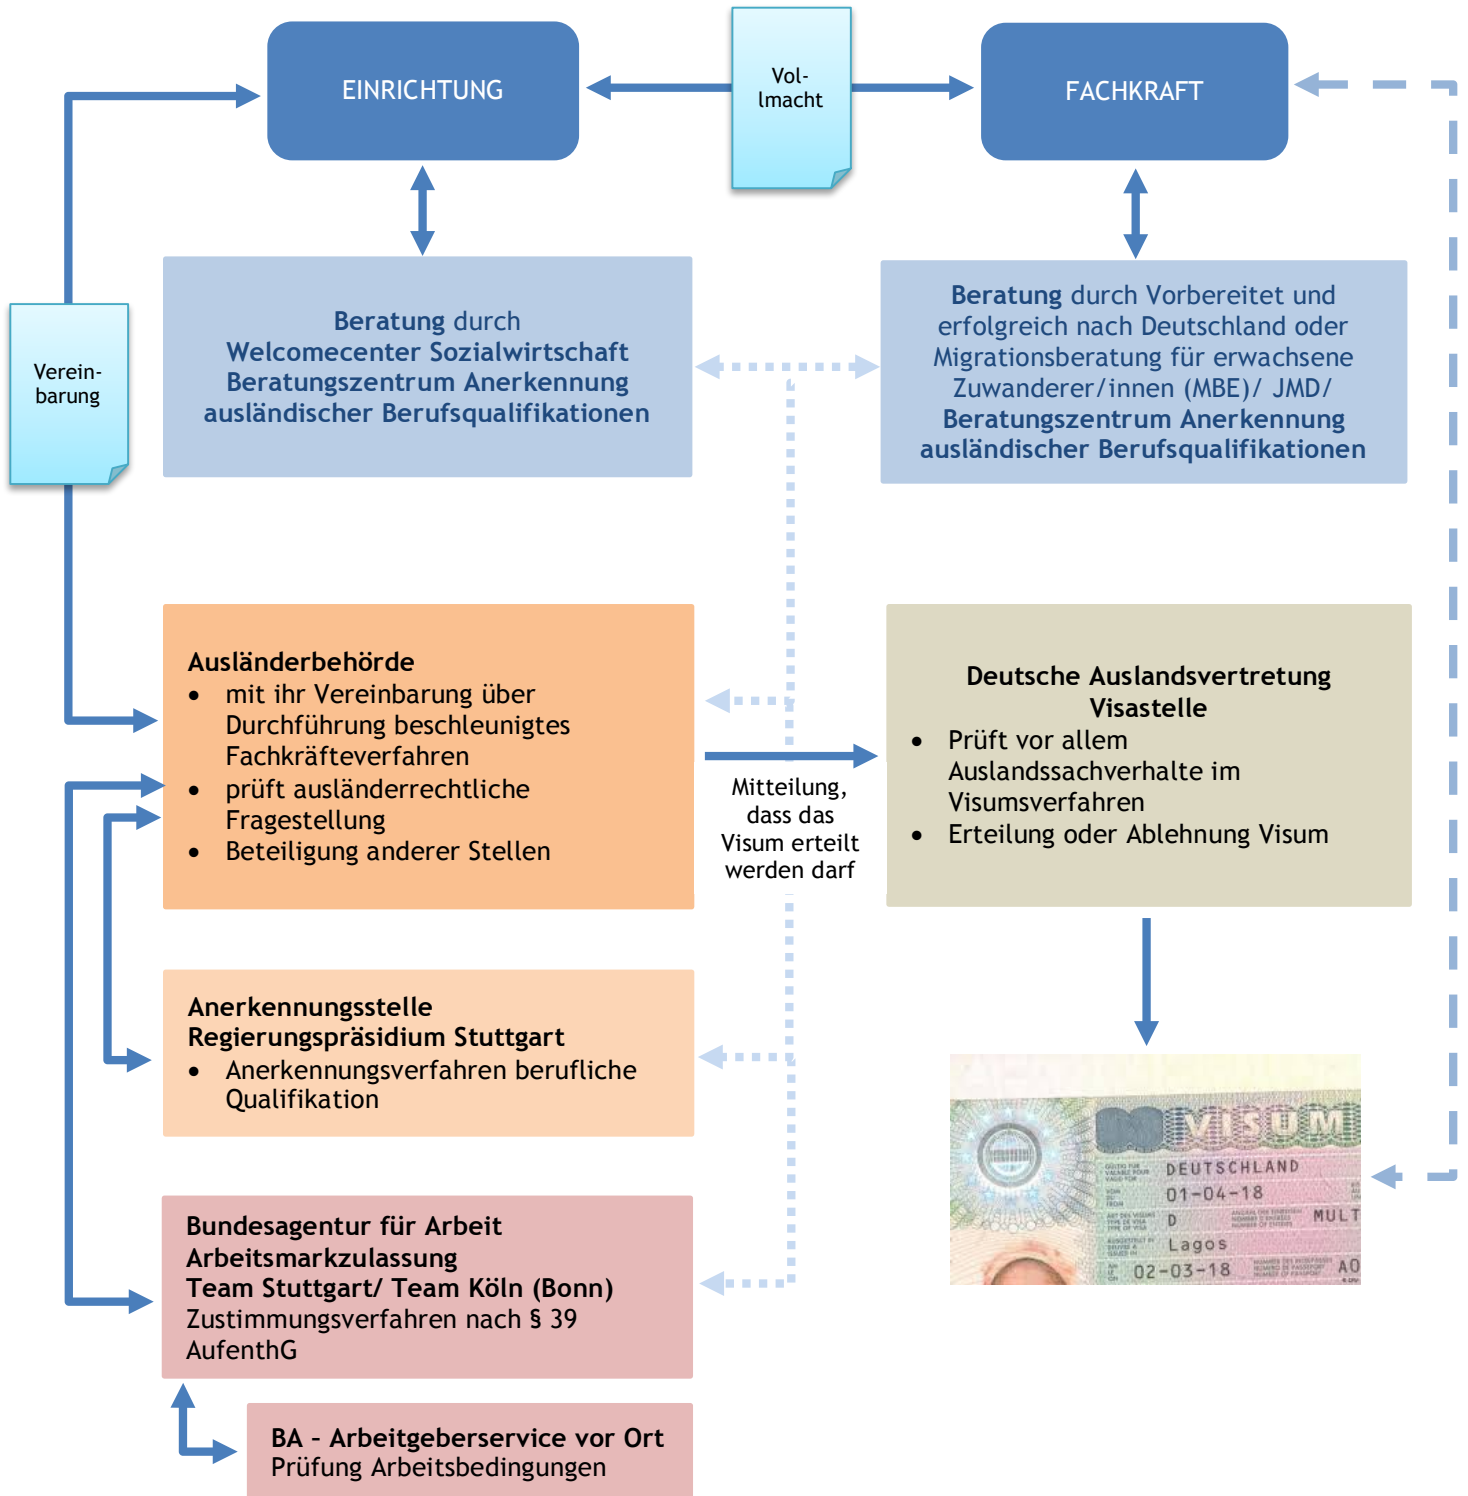 EINRICHTUNG
Vol-
lmacht
FACHKRAFT
Verein-
barung
Beratung durch
Welcomecenter Sozialwirtschaft
Beratungszentrum Anerkennung
ausländischer Berufsqualifikationen
Beratung durch Vorbereitet und
erfolgreich nach Deutschland oder
Migrationsberatung für erwachsene
Zuwanderer/innen (MBE)/ JMD/
Beratungszentrum Anerkennung
ausländischer Berufsqualifikationen
Ausländerbehörde
• mit ihr Vereinbarung über
Durchführung beschleunigtes
Fachkräfteverfahren
• prüft ausländerrechtliche
Fragestellung
• Beteiligung anderer Stellen
Mitteilung,
dass das
Visum erteilt
werden darf
Deutsche Auslandsvertretung
Visastelle
• Prüft vor allem
Auslandssachverhalte im
Visumsverfahren
• Erteilung oder Ablehnung Visum
Anerkennungsstelle
Regierungspräsidium Stuttgart
• Anerkennungsverfahren berufliche
Qualifikation
VISUM
DEUTSCHLAND
01-04-18
D
MULT
Lagos
02-03-18
AO
Bundesagentur für Arbeit
Arbeitsmarkzulassung
Team Stuttgart/ Team Köln (Bonn)
Zustimmungsverfahren nach § 39
AufenthG
BA – Arbeitgeberservice vor Ort
Prüfung Arbeitsbedingungen